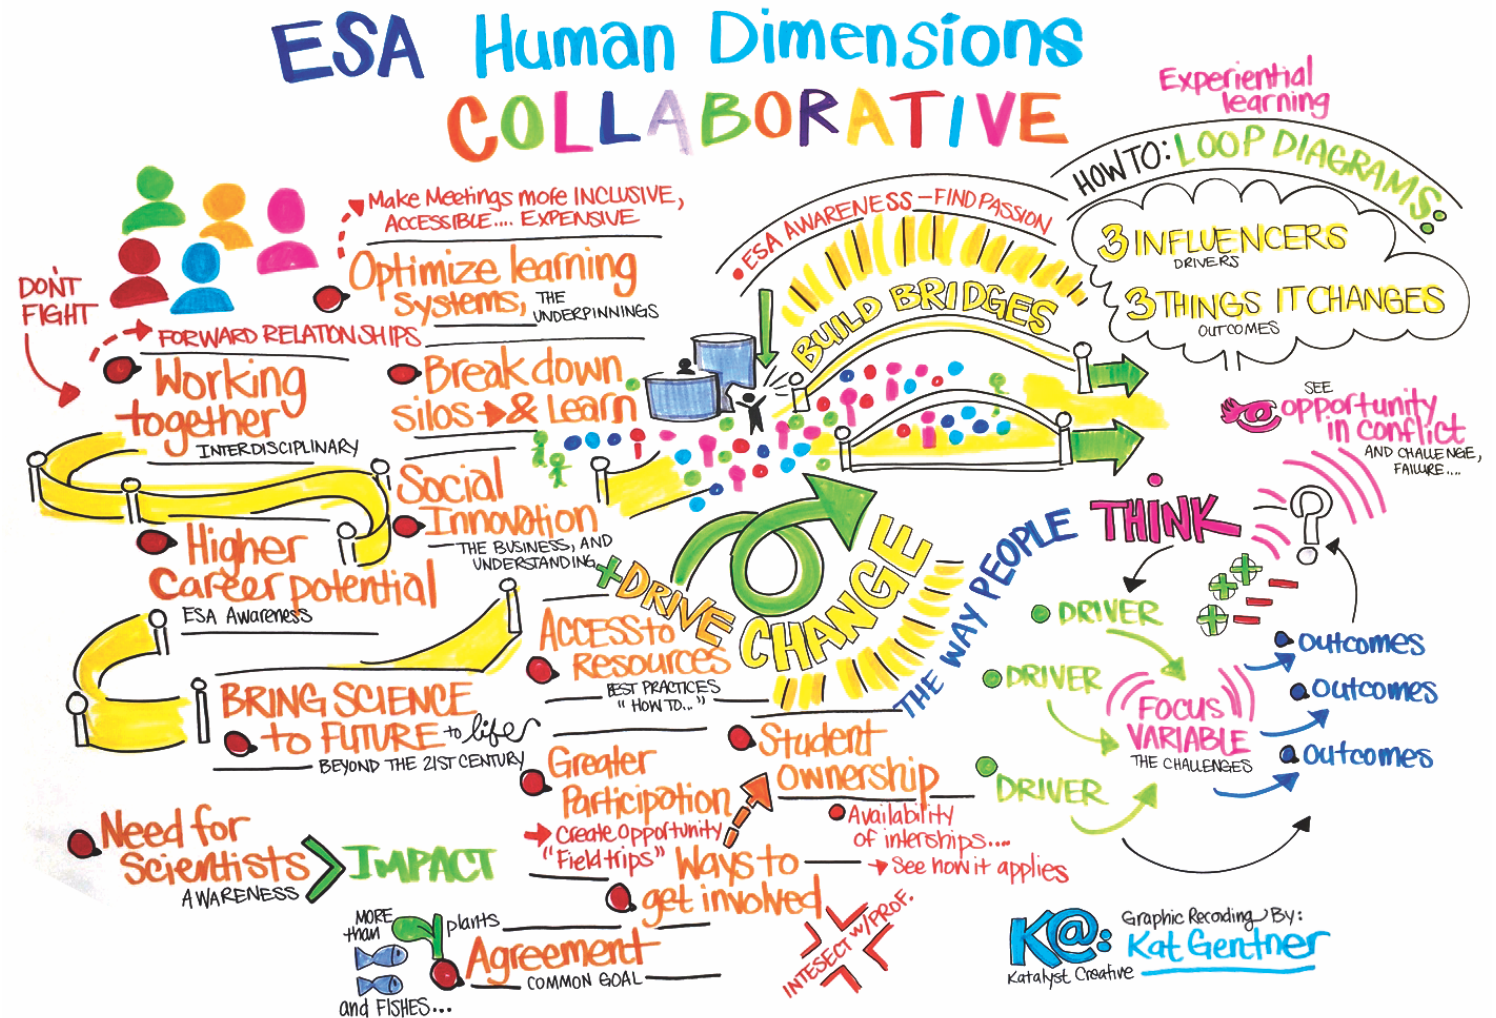 ESA Human Dimensions
COLLABORATIVE
Experiential
learning
HOW TO: LOOP DIAGRAMS:
3 INFLUENCERS
DRIVERS
3 THINGS IT CHANGES
OUTCOMES
Make Meetings more INCLUSIVE,
ACCESSIBLE.... EXPENSIVE
Optimize learning
systems, THE
UNDERPINNINGS
DON'T
FIGHT
FORWARD RELATIONSHIPS
Working
together
INTERDISCIPLINARY
Break down
silos & Learn
ESA AWARENESS - FIND PASSION
BUILD BRIDGES
SEE
opportunity
in conflict
AND CHALLENGE,
FAILURE....
Social
Innovation
THE BUSINESS, AND
UNDERSTANDING
Higher
Career potential
ESA Awareness
+DRIVE
CHANGE
THE WAY PEOPLE
THINK
?
ACCESS to
Resources
BEST PRACTICES
"HOW TO..."
BRING SCIENCE
to FUTURE to life
BEYOND THE 21ST CENTURY
DRIVER
DRIVER
DRIVER
FOCUS
VARIABLE
THE CHALLENGES
outcomes
outcomes
outcomes
Student
ownership
Greater
Participation
Create opportunity
"Field trips"
Availability
of interships....
See how it applies
Ways to
get involved
Need for
Scientists
AWARENESS
IMPACT
MORE
than
plants
and FISHES...
Agreement
COMMON GOAL
INTESECT W/PROF.
K@:
Katalyst Creative
Graphic Recording By:
Kat Gentner